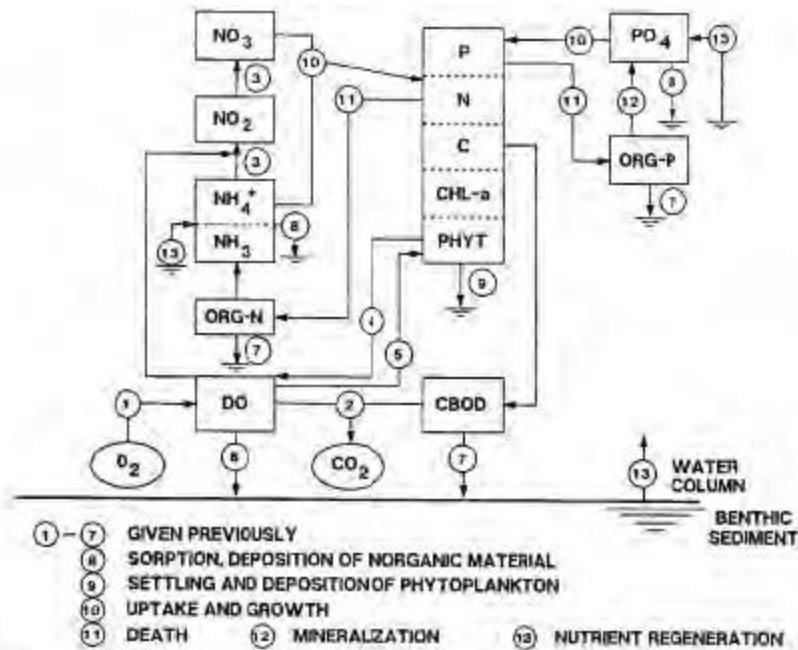 NO3
P
10
PO4
13
10
11
N
11
12
8
3
NO2
C
ORG-P
3
NH4+
CHL-a
7
8
13
NH3
PHYT
9
ORG-N
7
5
1
DO
2
CBOD
O2
6
CO2
7
13
WATER
COLUMN
BENTHIC
SEDIMENT
1 – 7 GIVEN PREVIOUSLY
8 SORPTION, DEPOSITION OF NORGANIC MATERIAL
9 SETTLING AND DEPOSITION OF PHYTOPLANKTON
10 UPTAKE AND GROWTH
11 DEATH 12 MINERALZATION 13 NUTRIENT REGENERATION